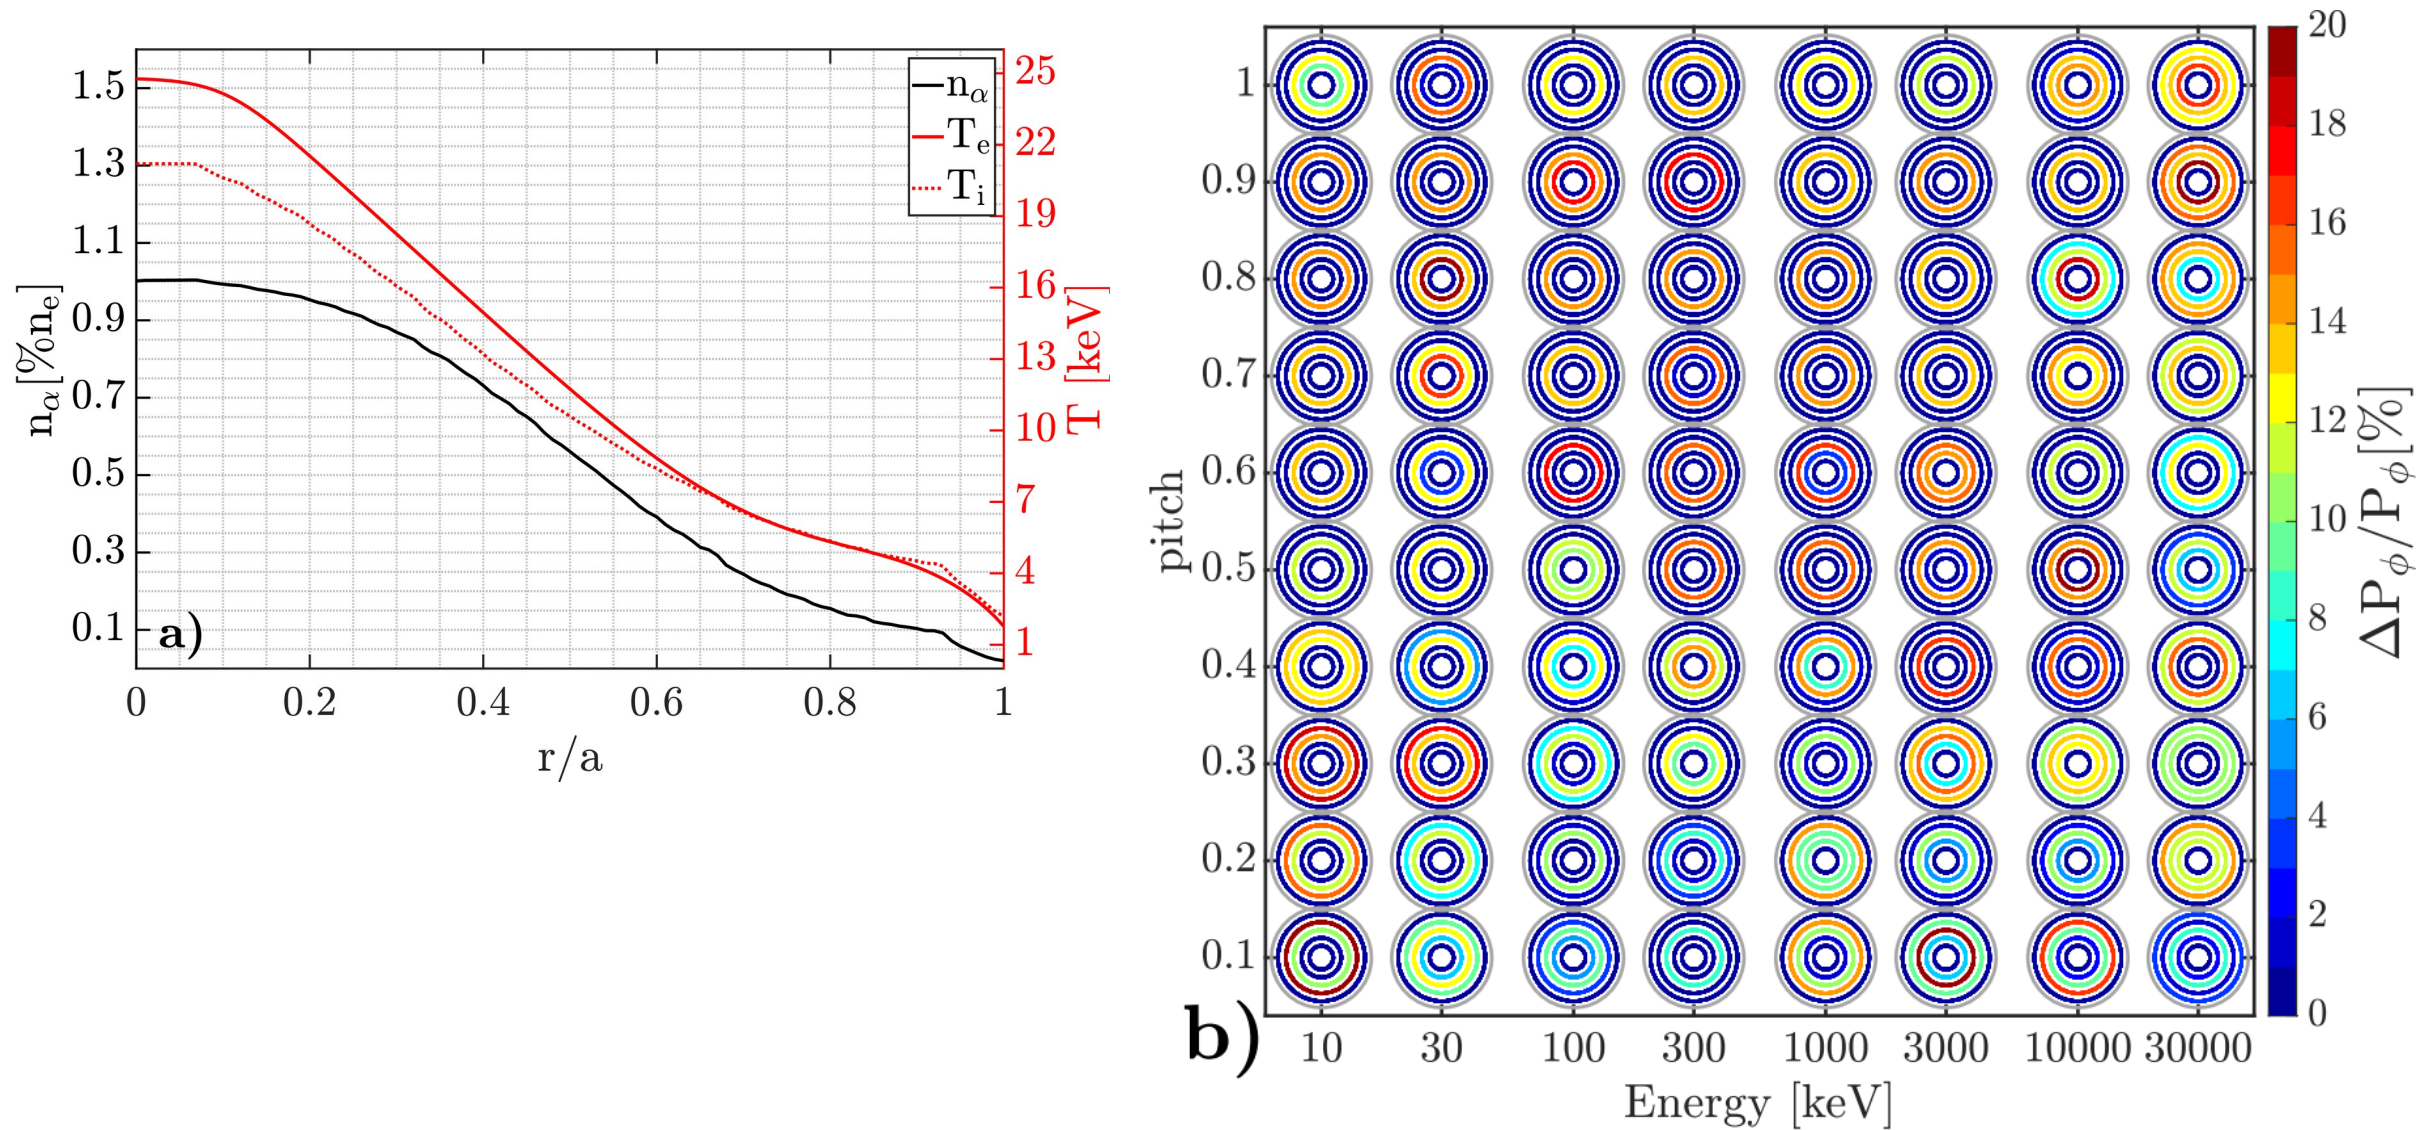 1.5
1.3
1.1
0.9
0.7
0.5
0.3
0.1
n_α[%n_e]
a)
0 0.2 0.4 0.6 0.8 1
r/a
n_α
T_e
T_i
25
22
19
16
13
10
7
4
1
T [keV]
1
0.9
0.8
0.7
0.6
0.5
0.4
0.3
0.2
0.1
pitch
b)
10 30 100 300 1000 3000 10000 30000
Energy [keV]
20
18
16
14
12
10
8
6
4
2
0
ΔP_ϕ/P_ϕ[%]